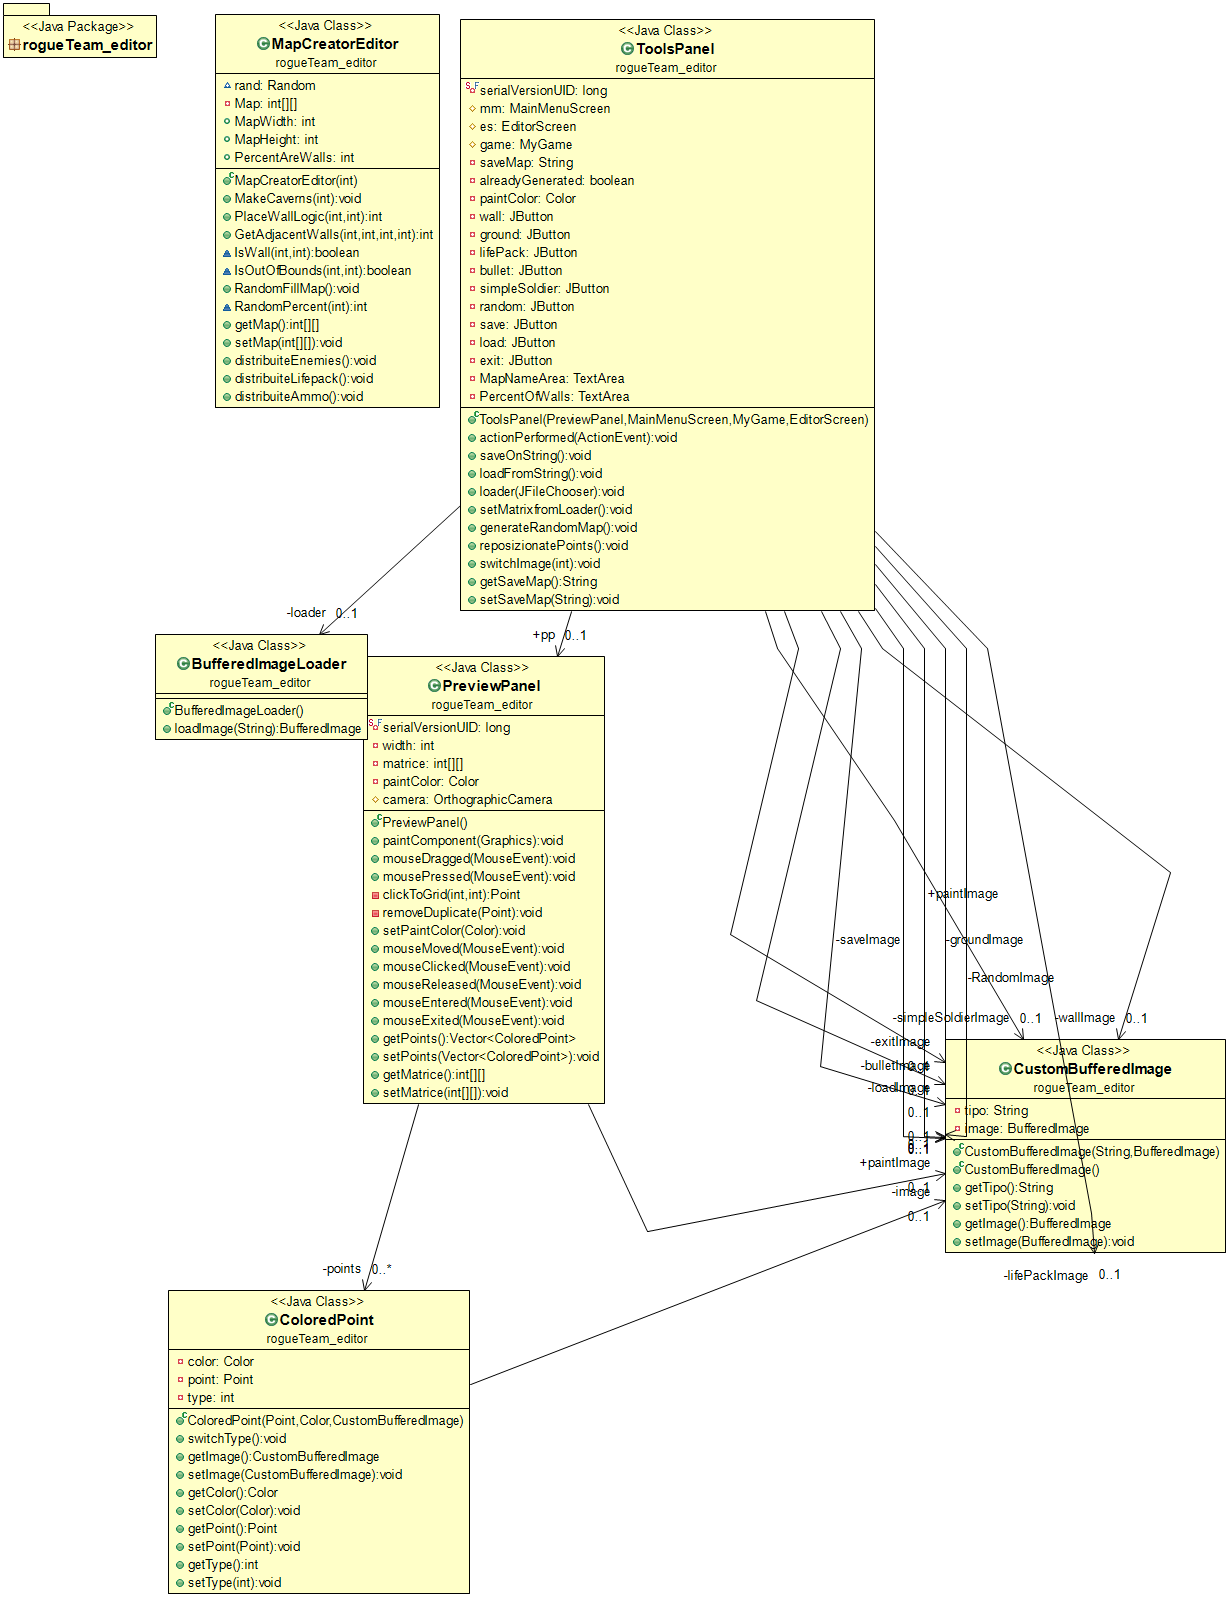 <<Java Package>>
rogueTeam_editor
<<Java Class>>
MapCreatorEditor
rogueTeam_editor
rand: Random
Map: int[][]
MapWidth: int
MapHeight: int
PercentAreWalls: int
MapCreatorEditor(int)
MakeCaverns(int):void
PlaceWallLogic(int,int):int
GetAdjacentWalls(int,int,int,int):int
IsWall(int,int):boolean
IsOutOfBounds(int,int):boolean
RandomFillMap():void
RandomPercent(int):int
getMap():int[][]
setMap(int[][]):void
distribuiteEnemies():void
distribuiteLifepack():void
distribuiteAmmo():void
<<Java Class>>
ToolsPanel
rogueTeam_editor
serialVersionUID: long
mm: MainMenuScreen
es: EditorScreen
game: MyGame
saveMap: String
alreadyGenerated: boolean
paintColor: Color
wall: JButton
ground: JButton
lifePack: JButton
bullet: JButton
simpleSoldier: JButton
random: JButton
save: JButton
load: JButton
exit: JButton
MapNameArea: TextArea
PercentOfWalls: TextArea
ToolsPanel(PreviewPanel,MainMenuScreen,MyGame,EditorScreen)
actionPerformed(ActionEvent):void
saveOnString():void
loadFromString():void
loader(JFileChooser):void
setMatrixfromLoader():void
generateRandomMap():void
reposizionatePoints():void
switchImage(int):void
getSaveMap():String
setSaveMap(String):void
-loader 0..1
+pp 0..1
<<Java Class>>
BufferedImageLoader
rogueTeam_editor
BufferedImageLoader()
loadImage(String):BufferedImage
<<Java Class>>
PreviewPanel
rogueTeam_editor
serialVersionUID: long
width: int
matrice: int[][]
paintColor: Color
camera: OrthographicCamera
PreviewPanel()
paintComponent(Graphics):void
mouseDragged(MouseEvent):void
mousePressed(MouseEvent):void
clickToGrid(int,int):Point
removeDuplicate(Point):void
setPaintColor(Color):void
mouseMoved(MouseEvent):void
mouseClicked(MouseEvent):void
mouseReleased(MouseEvent):void
mouseEntered(MouseEvent):void
mouseExited(MouseEvent):void
getPoints():Vector<ColoredPoint>
setPoints(Vector<ColoredPoint>):void
getMatrice():int[][]
setMatrice(int[][]):void
+paintImage
-saveImage
-groundImage
-RandomImage
-simpleSoldierImage 0..1
-wallImage 0..1
-exitImage
-bulletImage 0..1
-loadImage 0..1
0..1
0..1
0..1
+paintImage
0..1
-image
0..1
<<Java Class>>
CustomBufferedImage
rogueTeam_editor
tipo: String
image: BufferedImage
CustomBufferedImage(String,BufferedImage)
CustomBufferedImage()
getTipo():String
setTipo(String):void
getImage():BufferedImage
setImage(BufferedImage):void
-lifePackImage 0..1
-points 0..*
<<Java Class>>
ColoredPoint
rogueTeam_editor
color: Color
point: Point
type: int
ColoredPoint(Point,Color,CustomBufferedImage)
switchType():void
getImage():CustomBufferedImage
setImage(CustomBufferedImage):void
getColor():Color
setColor(Color):void
getPoint():Point
setPoint(Point):void
getType():int
setType(int):void